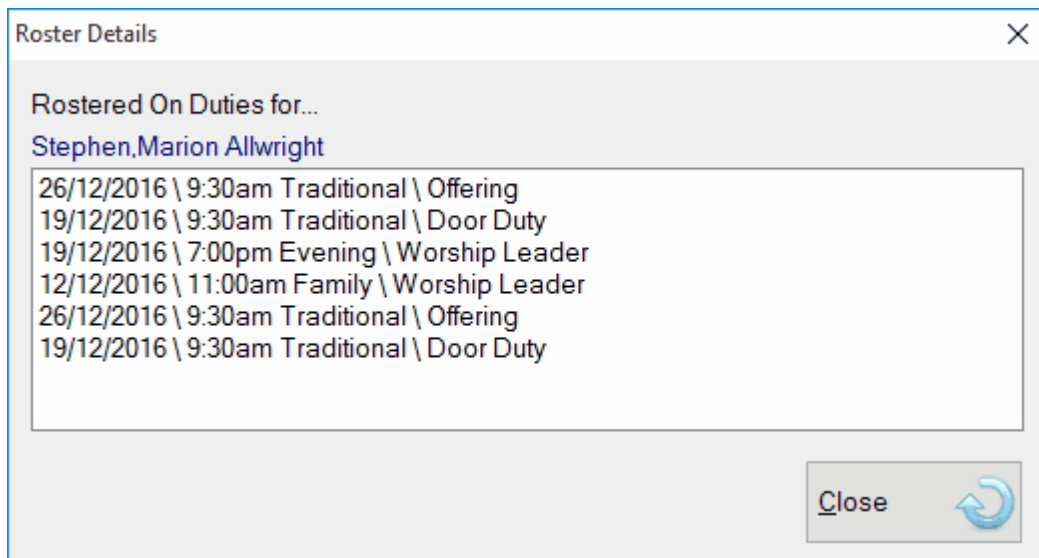 Roster Details
Rostered On Duties for...
Stephen,Marion Allwright
26/12/2016 \ 9:30am Traditional \ Offering
19/12/2016 \ 9:30am Traditional \ Door Duty
19/12/2016 \ 7:00pm Evening \ Worship Leader
12/12/2016 \ 11:00am Family \ Worship Leader
26/12/2016 \ 9:30am Traditional \ Offering
19/12/2016 \ 9:30am Traditional \ Door Duty
Close